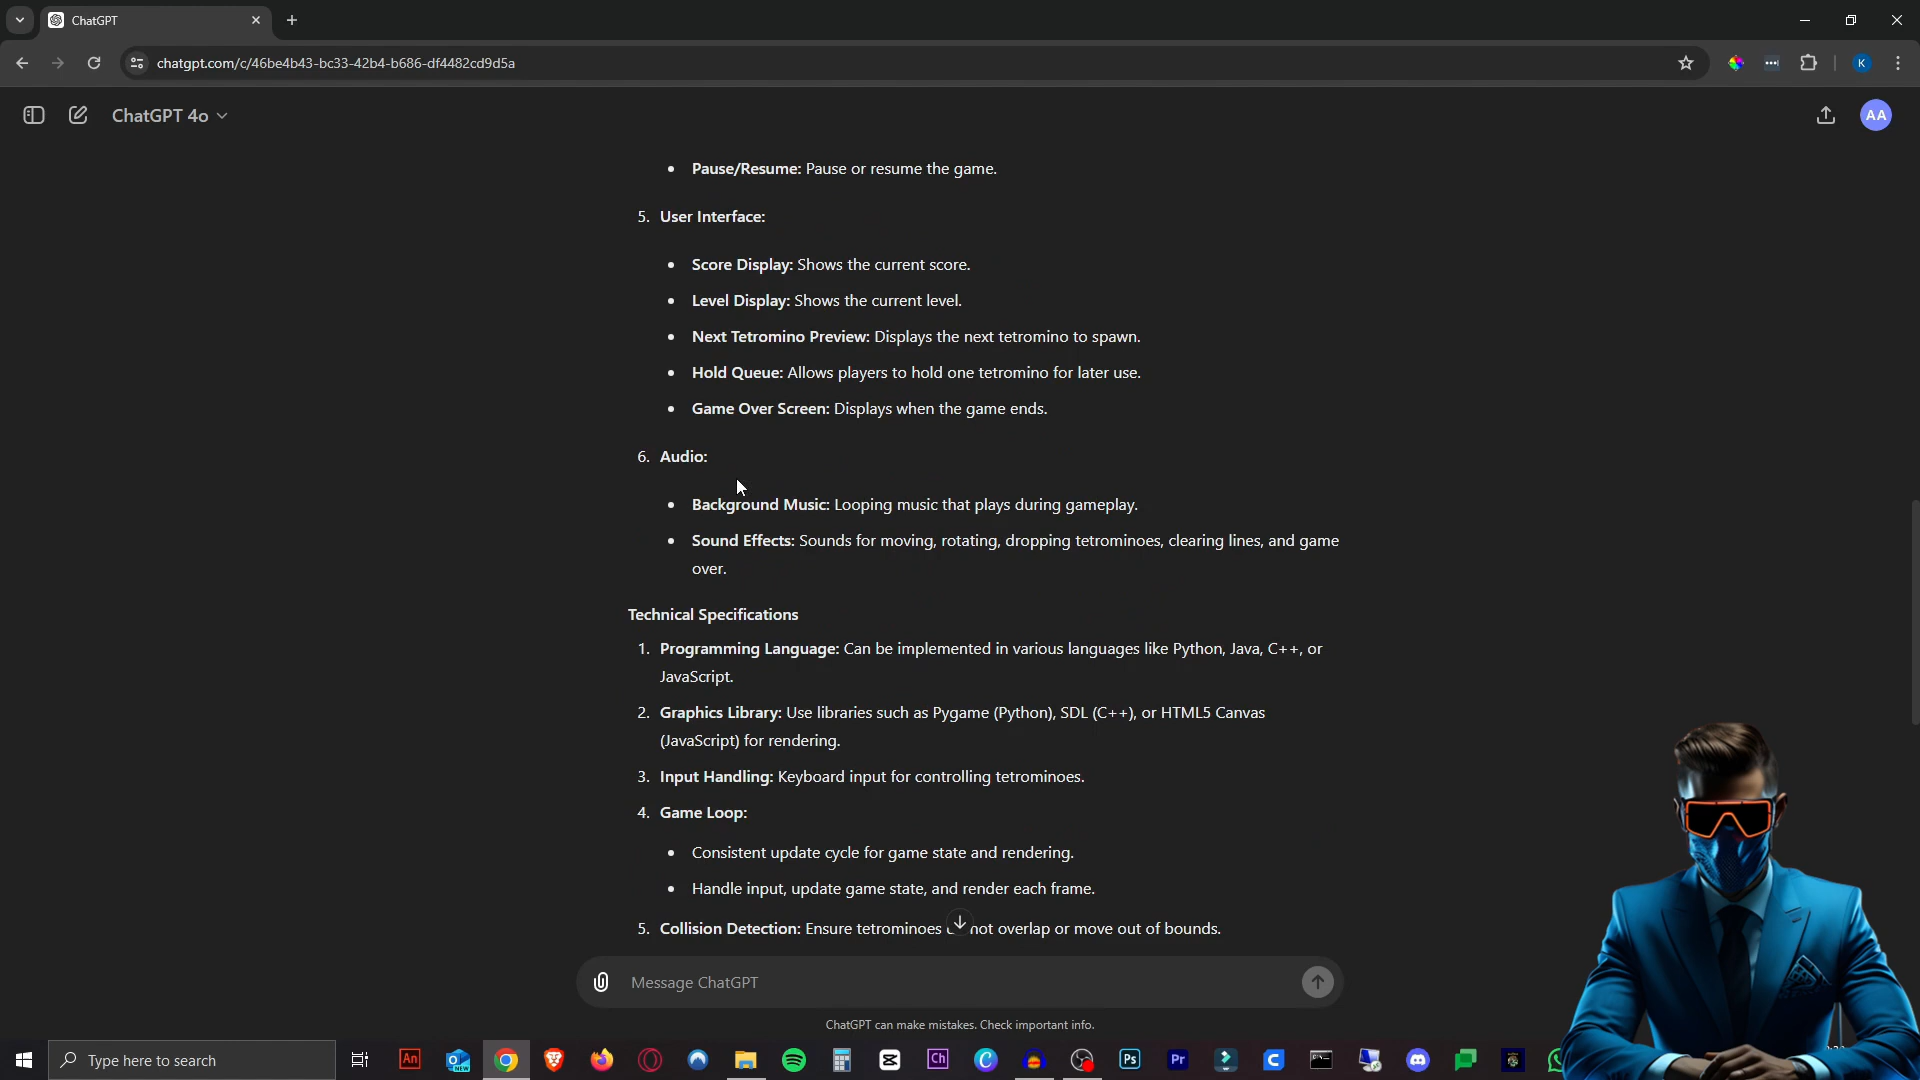 ChatGPT
chatgpt.com/c/46be4b43-bc33-42b4-b686-df4482cd9d5a
K
ChatGPT 4o
AA
• Pause/Resume: Pause or resume the game.
5. User Interface:
• Score Display: Shows the current score.
• Level Display: Shows the current level.
• Next Tetromino Preview: Displays the next tetromino to spawn.
• Hold Queue: Allows players to hold one tetromino for later use.
• Game Over Screen: Displays when the game ends.
6. Audio:
• Background Music: Looping music that plays during gameplay.
• Sound Effects: Sounds for moving, rotating, dropping tetrominoes, clearing lines, and game
over.
Technical Specifications
1. Programming Language: Can be implemented in various languages like Python, Java, C++, or
JavaScript.
2. Graphics Library: Use libraries such as Pygame (Python), SDL (C++), or HTML5 Canvas
(JavaScript) for rendering.
3. Input Handling: Keyboard input for controlling tetrominoes.
4. Game Loop:
• Consistent update cycle for game state and rendering.
• Handle input, update game state, and render each frame.
5. Collision Detection: Ensure tetrominoes not overlap or move out of bounds.
Message ChatGPT
ChatGPT can make mistakes. Check important info.
Type here to search
An
NEW
Ch
Ps
Pr